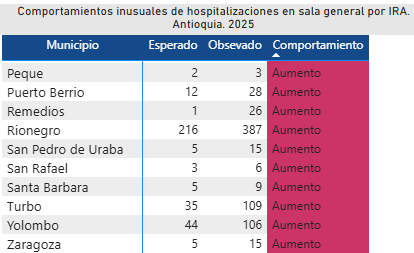 Comportamientos inusuales de hospitalizaciones en sala general por IRA.
Antioquia. 2025
Municipio Esperado Obsevado Comportamiento
Peque 2 3 Aumento
Puerto Berrio 12 28 Aumento
Remedios 1 26 Aumento
Rionegro 216 387 Aumento
San Pedro de Uraba 5 15 Aumento
San Rafael 3 6 Aumento
Santa Barbara 5 9 Aumento
Turbo 35 109 Aumento
Yolombo 44 106 Aumento
Zaragoza 5 15 Aumento